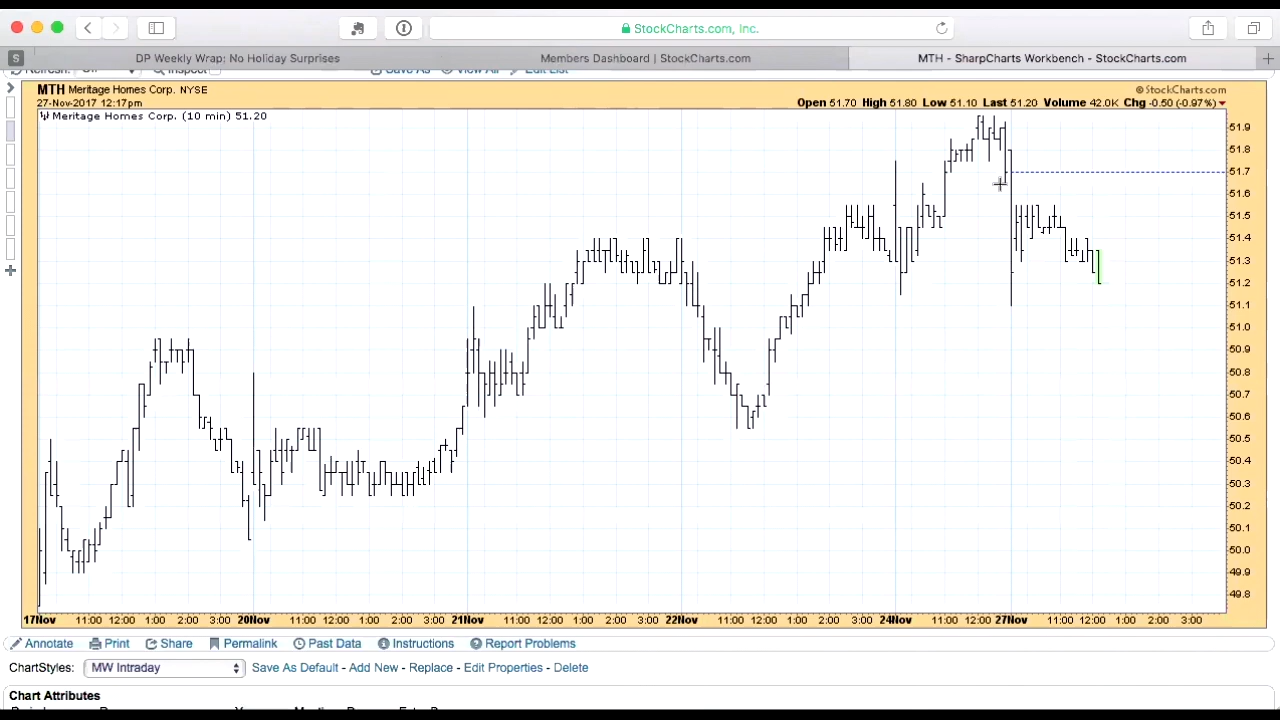 StockCharts.com, Inc.
S DP Weekly Wrap: No Holiday Surprises Members Dashboard | StockCharts.com MTH - SharpCharts Workbench - StockCharts.com
Refresh: Off Inspect Save As View All Edit List
MTH Meritage Homes Corp. NYSE © StockCharts.com
27-Nov-2017 12:17pm Open 51.70 High 51.80 Low 51.10 Last 51.20 Volume 42.0K Chg -0.50 (-0.97%)
Meritage Homes Corp. (10 min) 51.20
51.9
51.8
51.7
51.6
51.5
51.4
51.3
51.2
51.1
51.0
50.9
50.8
50.7
50.6
50.5
50.4
50.3
50.2
50.1
50.0
49.9
49.8
17Nov 11:00 12:00 1:00 2:00 3:00 20Nov 11:00 12:00 1:00 2:00 3:00 21Nov 11:00 12:00 1:00 2:00 3:00 22Nov 11:00 12:00 1:00 2:00 3:00 24Nov 11:00 12:00 27Nov 11:00 12:00 1:00 2:00 3:00
Annotate Print Share Permalink Past Data Instructions Report Problems
ChartStyles: MW Intraday Save As Default - Add New - Replace - Edit Properties - Delete
Chart Attributes